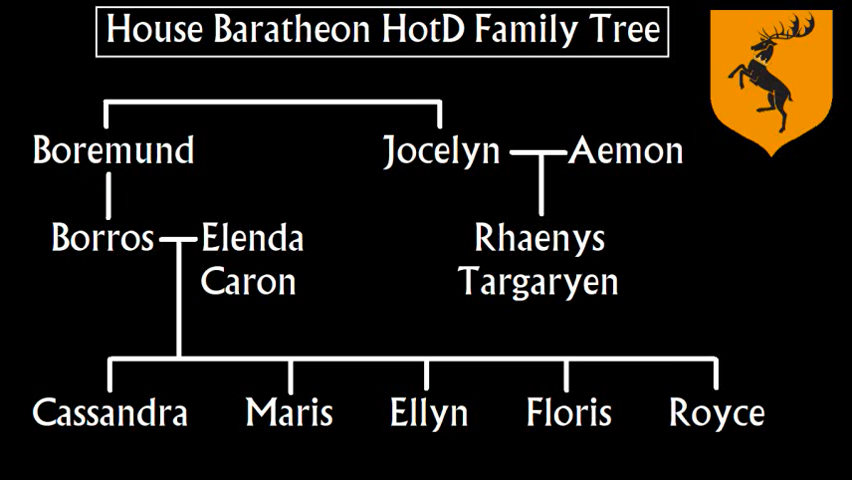 House Baratheon HotD Family Tree
Boremund
Jocelyn
Aemon
Borros
Elenda
Caron
Rhaenys
Targaryen
Cassandra
Maris
Ellyn
Floris
Royce